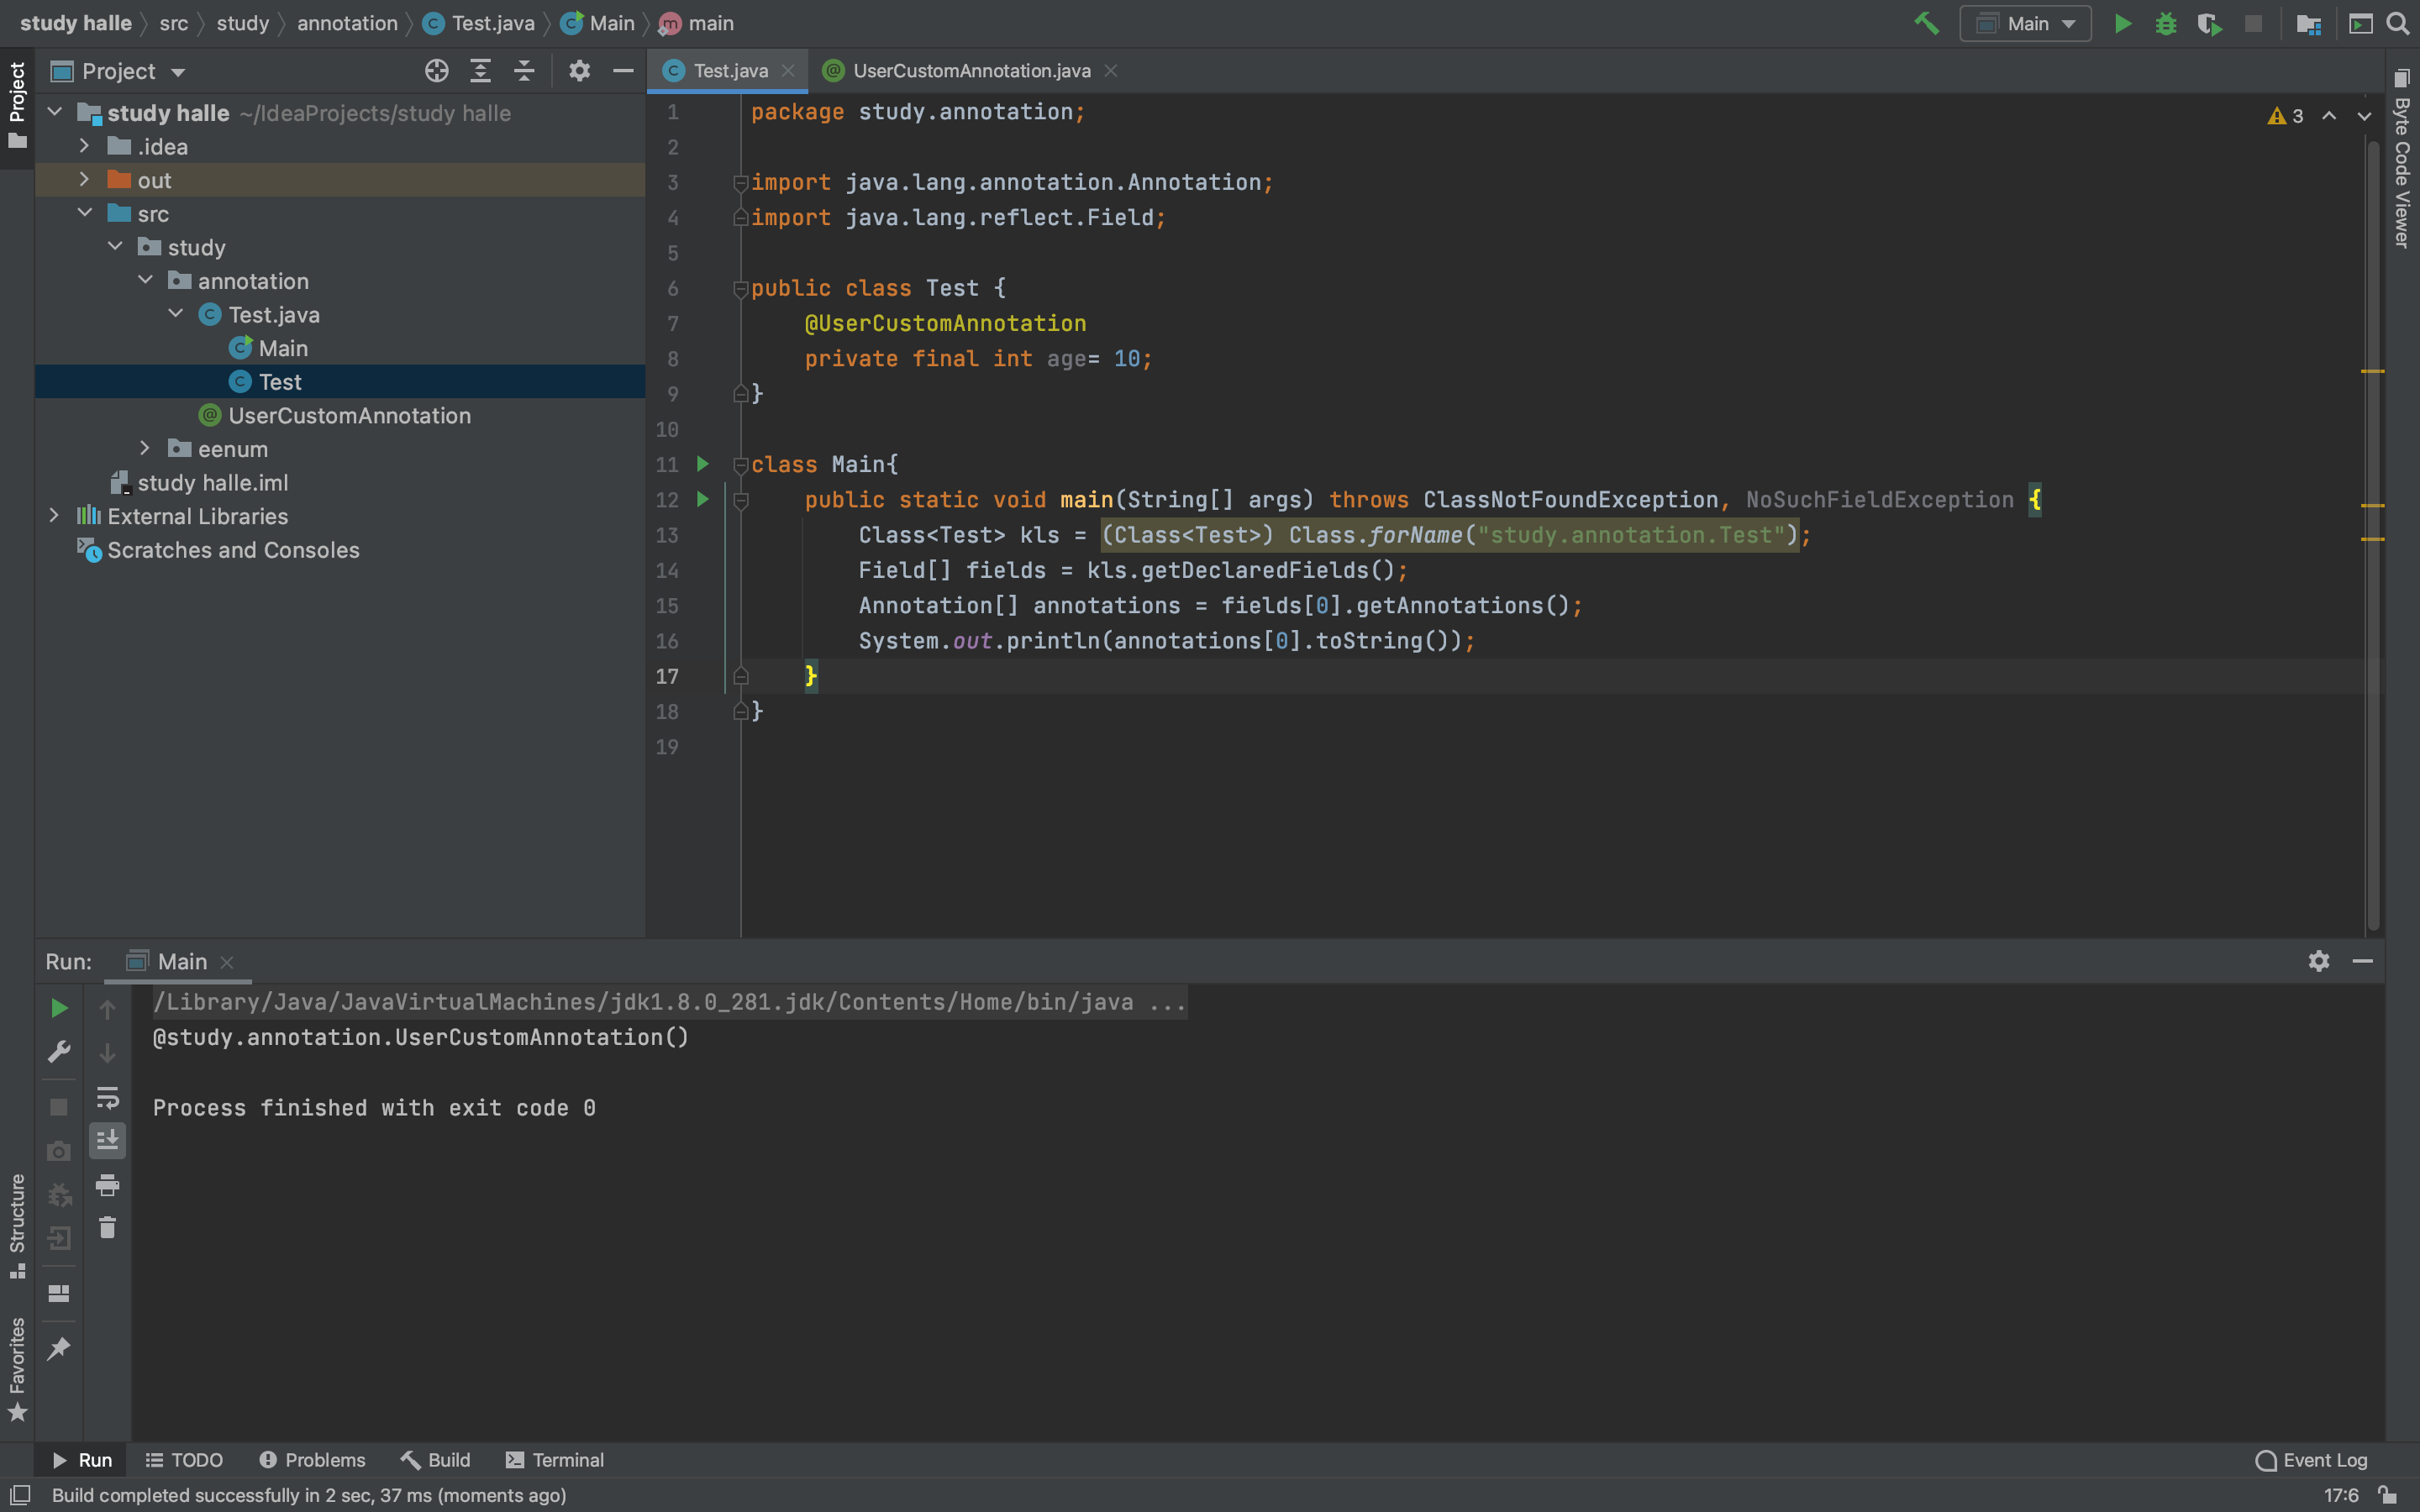 study halle src study annotation Test.java Main main
Main
Project
Test.java UserCustomAnnotation.java
Project
study halle ~/IdeaProjects/study halle
.idea
out
src
study
annotation
Test.java
Main
Test
UserCustomAnnotation
eenum
study halle.iml
External Libraries
Scratches and Consoles
3
1 package study.annotation;
2
3 import java.lang.annotation.Annotation;
4 import java.lang.reflect.Field;
5
6 public class Test {
7 @UserCustomAnnotation
8 private final int age= 10;
9 }
10
11 class Main{
12 public static void main(String[] args) throws ClassNotFoundException, NoSuchFieldException {
13 Class<Test> kls = (Class<Test>) Class.forName("study.annotation.Test");
14 Field[] fields = kls.getDeclaredFields();
15 Annotation[] annotations = fields[0].getAnnotations();
16 System.out.println(annotations[0].toString());
17 }
18 }
19
Byte Code Viewer
Run: Main
/Library/Java/JavaVirtualMachines/jdk1.8.0_281.jdk/Contents/Home/bin/java ...
@study.annotation.UserCustomAnnotation()
Process finished with exit code 0
Structure
Favorites
Run TODO Problems Build Terminal Event Log
Build completed successfully in 2 sec, 37 ms (moments ago) 17:6